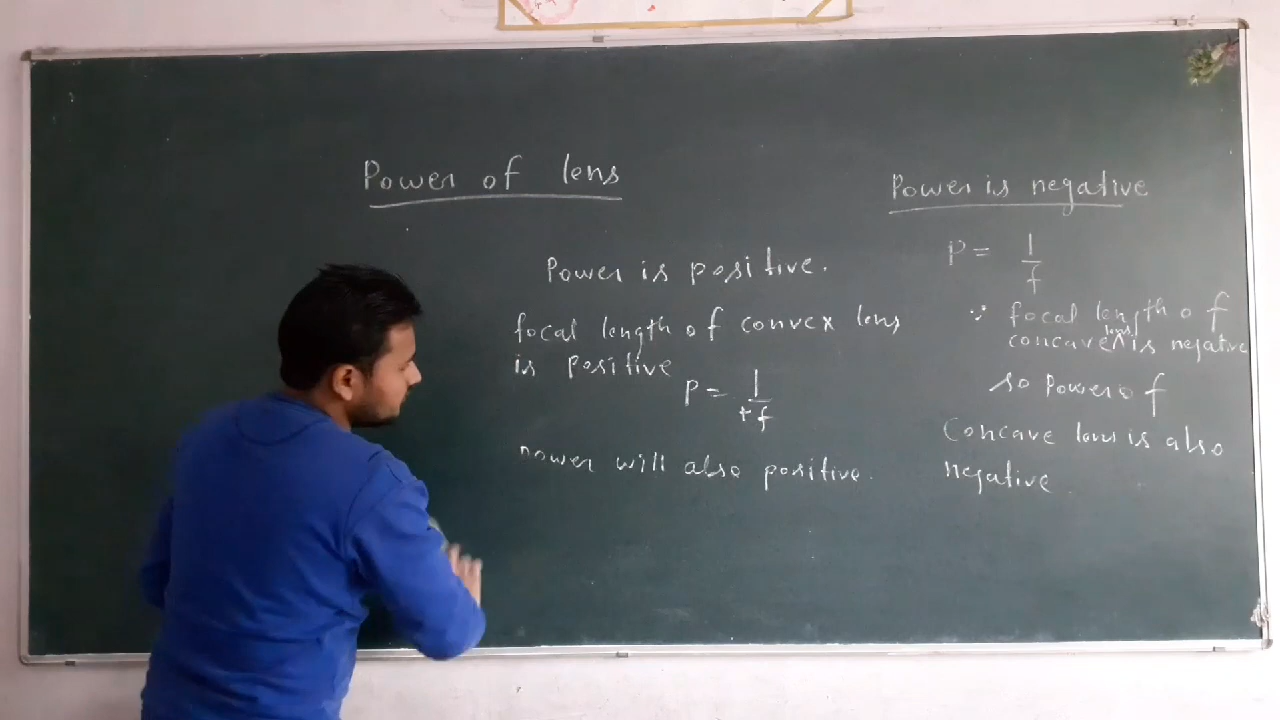 Power of lens
Power is positive.
focal length of convex lens
is positive
P = 1/+f
power will also positive.
Power is negative
P = 1/f
∵ focal length of
concave lens is negative
so Power of
Concave lens is also
negative.